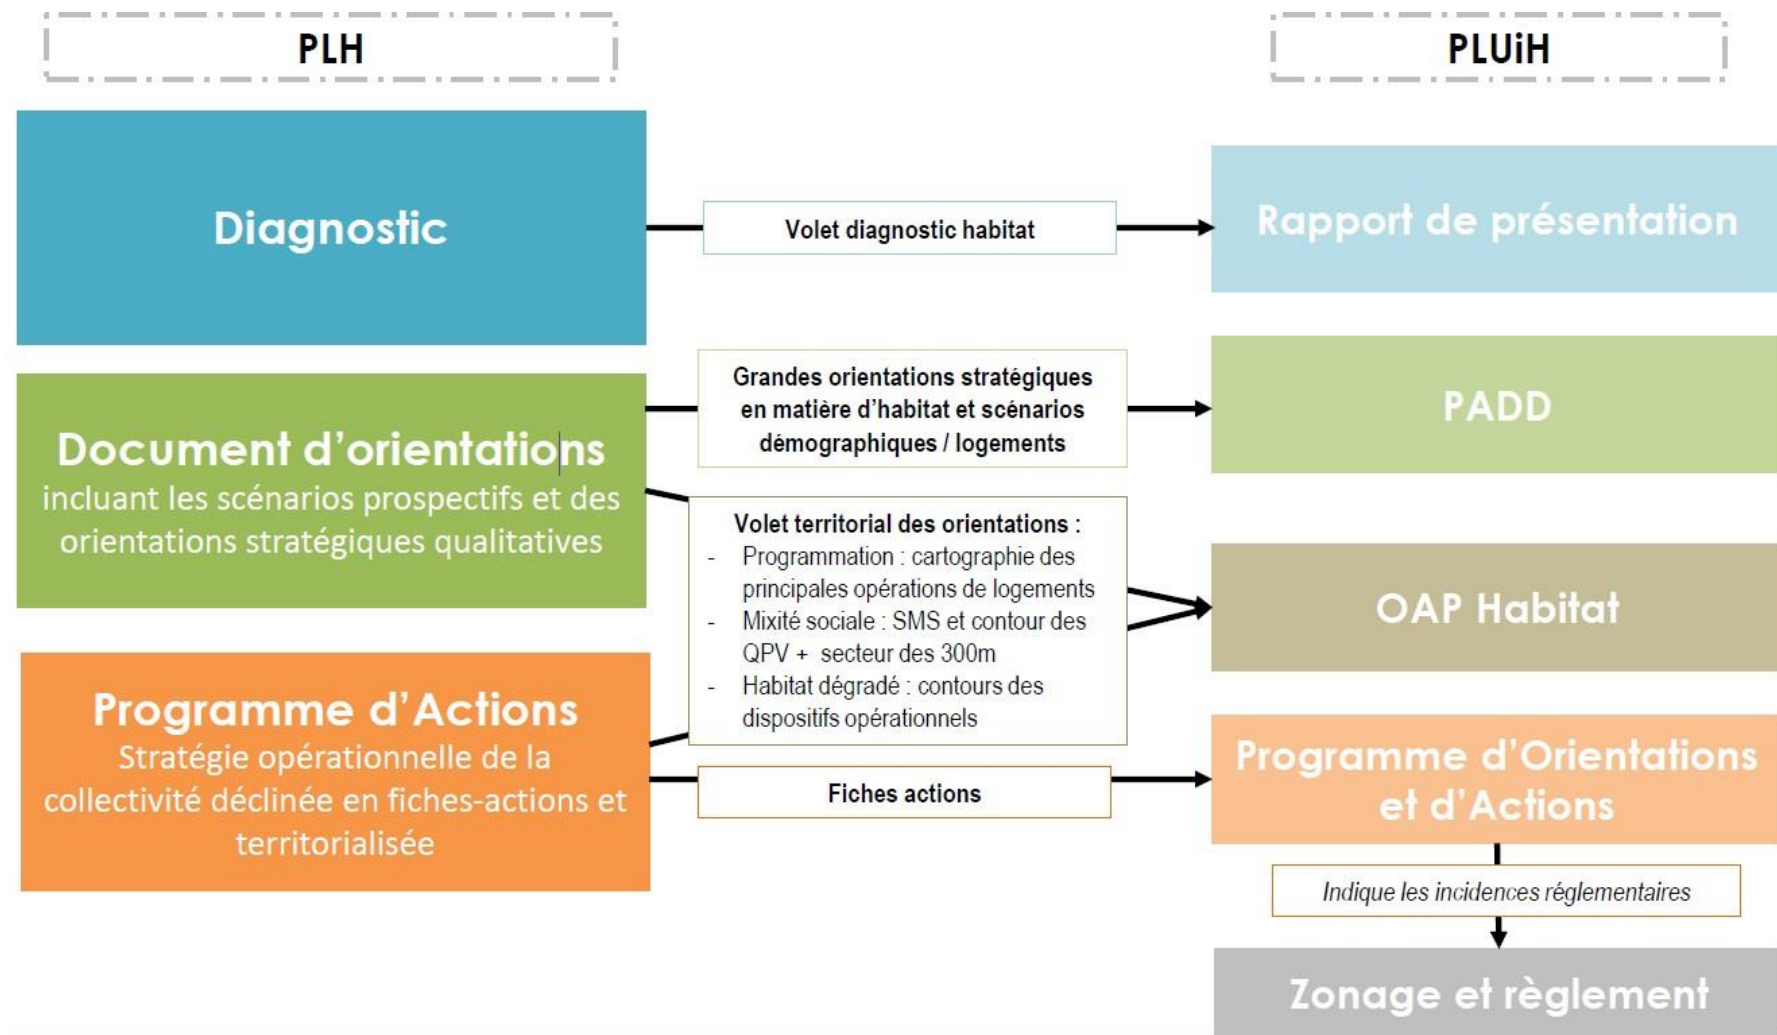 PLH
PLUiH
Diagnostic
Volet diagnostic habitat
Rapport de présentation
Document d'orientations
incluant les scénarios prospectifs et des
orientations stratégiques qualitatives
Grandes orientations stratégiques
en matière d'habitat et scénarios
démographiques / logements
PADD
Volet territorial des orientations :
- Programmation : cartographie des
principales opérations de logements
- Mixité sociale : SMS et contour des
QPV + secteur des 300m
- Habitat dégradé : contours des
dispositifs opérationnels
OAP Habitat
Programme d'Actions
Stratégie opérationnelle de la
collectivité déclinée en fiches-actions et
territorialisée
Fiches actions
Programme d'Orientations
et d'Actions
Indique les incidences réglementaires
Zonage et règlement